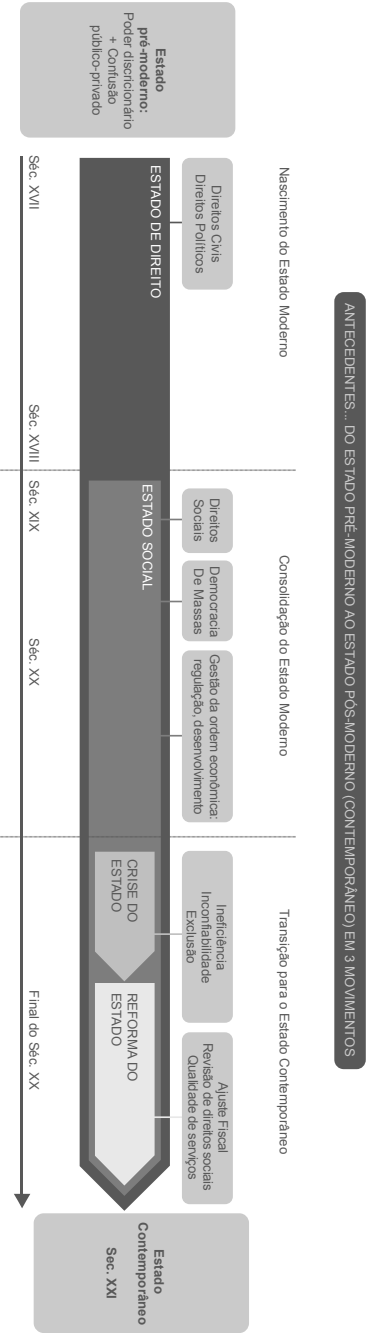 ANTECEDENTES... DO ESTADO PRÉ-MODERNO AO ESTADO PÓS-MODERNO (CONTEMPORÂNEO) EM 3 MOVIMENTOS
Nascimento do Estado Moderno
Consolidação do Estado Moderno
Transição para o Estado Contemporâneo
Estado
pré-moderno:
Poder discricionário
+ Confusão
público-privado
Direitos Civis
Direitos Políticos
Direitos
Sociais
Democracia
De Massas
Gestão da ordem econômica:
regulação, desenvolvimento
Ineficiência
Inconfiabilidade
Exclusão
Ajuste Fiscal
Revisão de direitos sociais
Qualidade de serviços
ESTADO DE DIREITO
ESTADO SOCIAL
CRISE DO
ESTADO
REFORMA DO
ESTADO
Estado
Contemporâneo
Sec. XXI
Séc. XVII
Séc. XVIII
Séc. XIX
Séc. XX
Final do Séc. XX